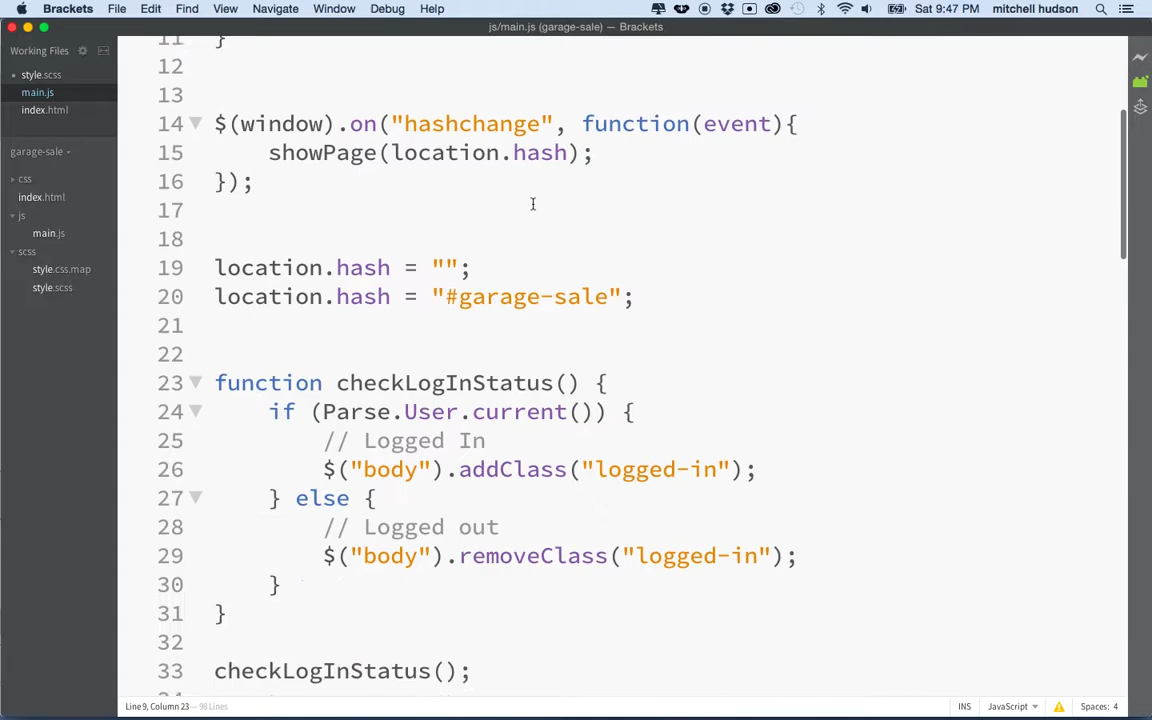 Brackets File Edit Find View Navigate Window Debug Help Sat 9:47 PM mitchell hudson
js/main.js (garage-sale) — Brackets
Working Files
style.scss
main.js
index.html
garage-sale
css
index.html
js
main.js
scss
style.css.map
style.scss
11 }
12
13
14 $(window).on("hashchange", function(event){
15 showPage(location.hash);
16 });
17
18
19 location.hash = "";
20 location.hash = "#garage-sale";
21
22
23 function checkLogInStatus() {
24 if (Parse.User.current()) {
25 // Logged In
26 $("body").addClass("logged-in");
27 } else {
28 // Logged out
29 $("body").removeClass("logged-in");
30 }
31 }
32
33 checkLogInStatus();
Line 9, Column 23 — 98 Lines INS JavaScript Spaces: 4